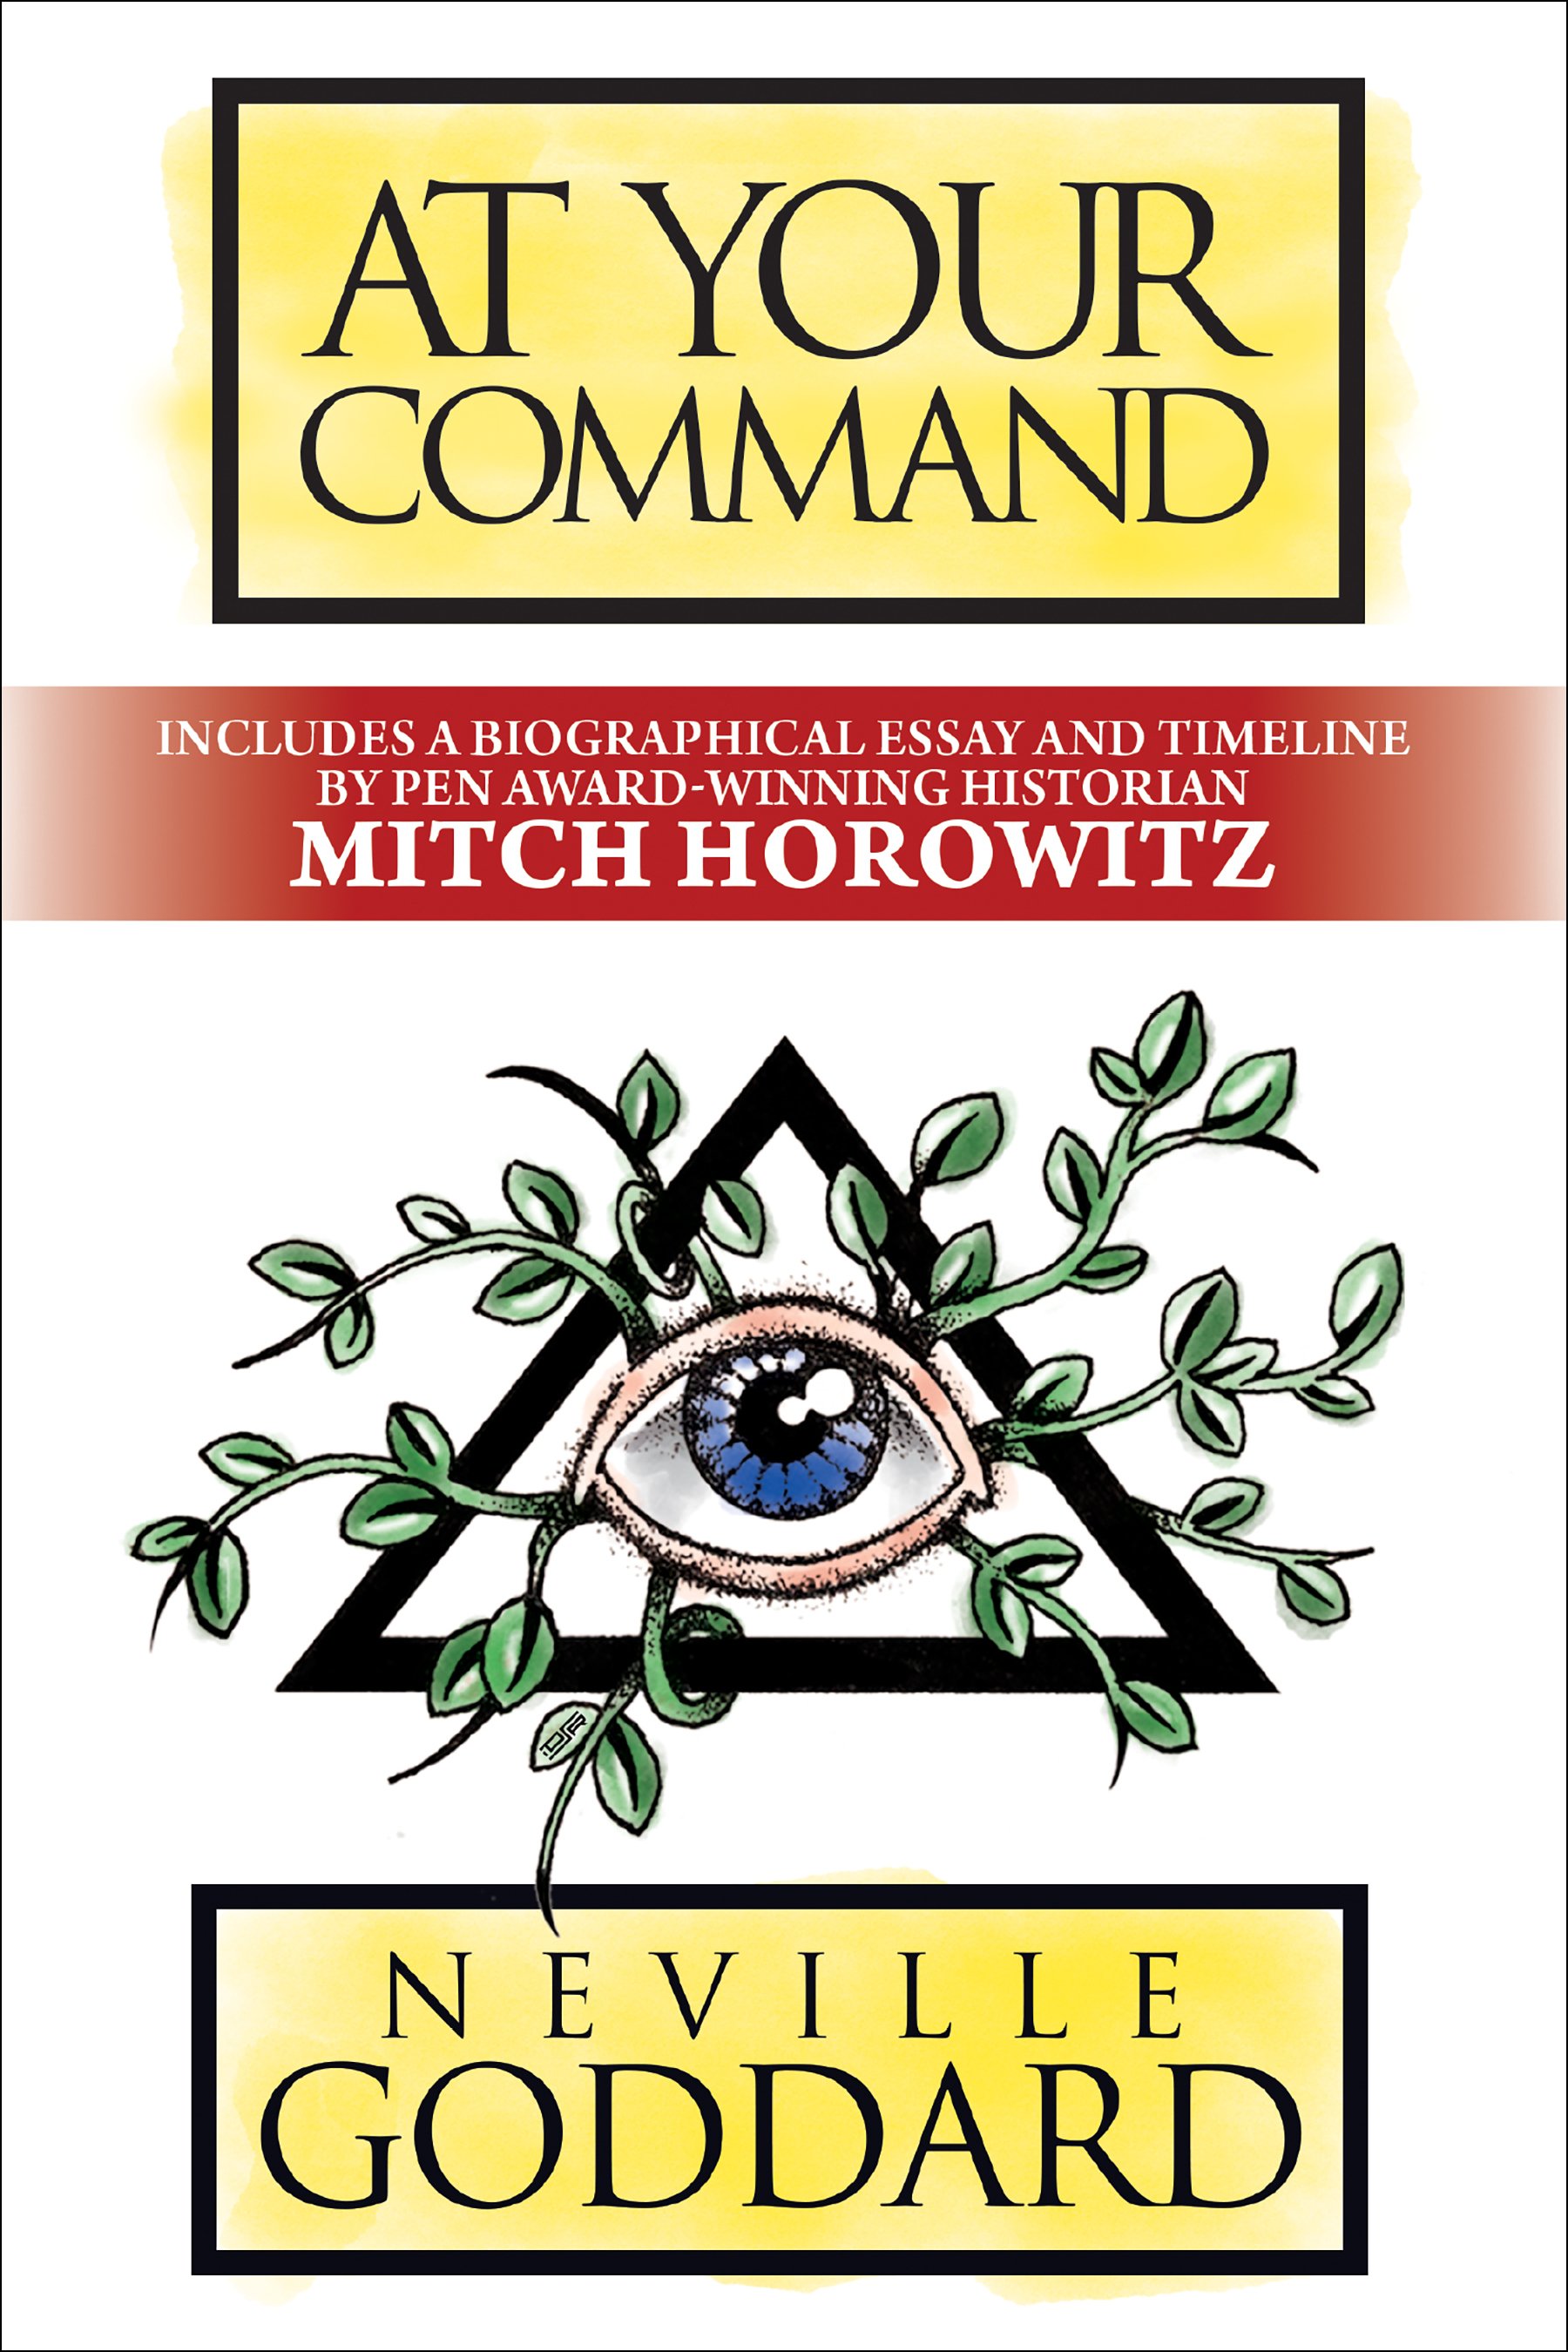 AT YOUR
COMMAND
INCLUDES A BIOGRAPHICAL ESSAY AND TIMELINE
BY PEN AWARD-WINNING HISTORIAN
MITCH HOROWITZ
NEVILLE
GODDARD